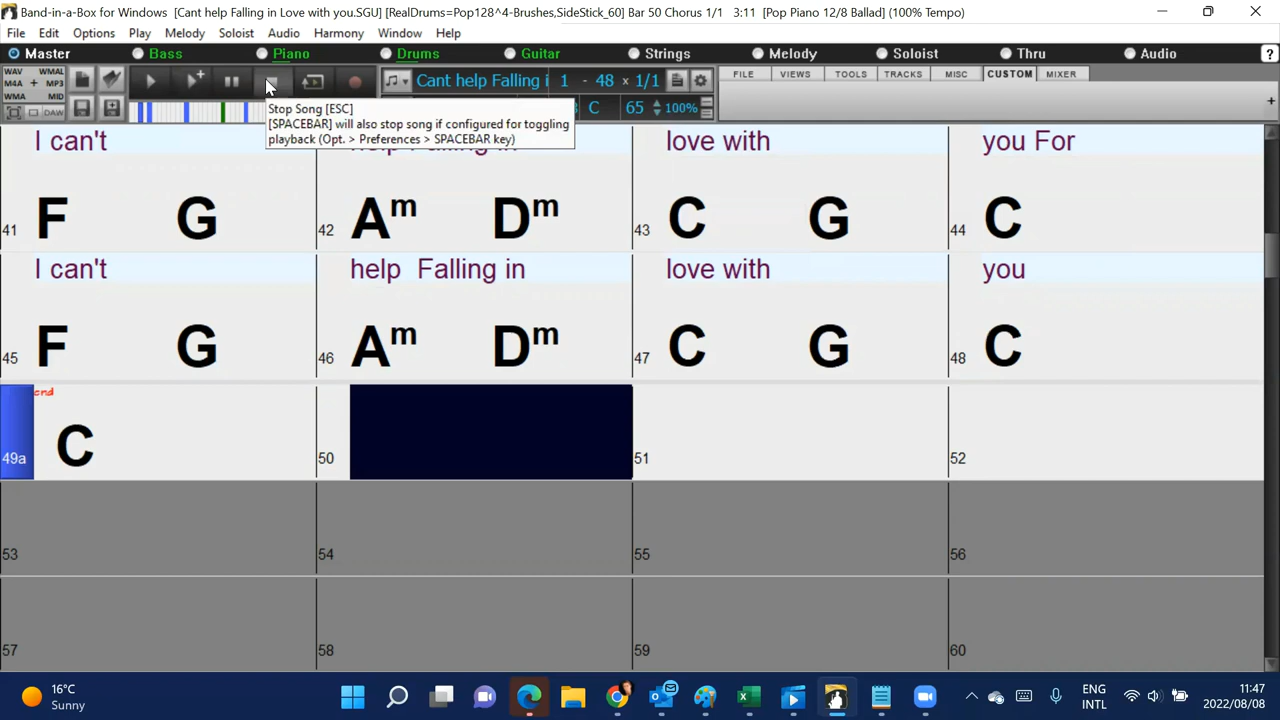 Band-in-a-Box for Windows [Cant help Falling in Love with you.SGU] [RealDrums=Pop128^4-Brushes,SideStick_60] Bar 50 Chorus 1/1 3:11 [Pop Piano 12/8 Ballad] (100% Tempo)
File Edit Options Play Melody Soloist Audio Harmony Window Help
Master Bass Piano Drums Guitar Strings Melody Soloist Thru Audio ?
WAV WMAL
M4A + MP3
WMA MID
DAW
Cant help Falling i 1 - 48 x 1/1
FILE VIEWS TOOLS TRACKS MISC CUSTOM MIXER
C 65 100%
+
Stop Song [ESC]
[SPACEBAR] will also stop song if configured for toggling
playback (Opt. > Preferences > SPACEBAR key)
I can't help Falling in love with you For
41 F G 42 Am Dm 43 C G 44 C
I can't help Falling in love with you
45 F G 46 Am Dm 47 C G 48 C
end
49a C 50 51 52
53 54 55 56
57 58 59 60
16°C
Sunny
ENG
INTL
11:47
2022/08/08